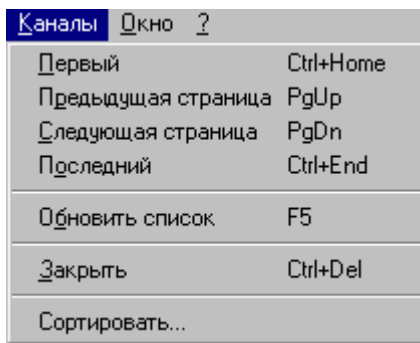 Каналы Окно ?
Первый Ctrl+Home
Предыдущая страница PgUp
Следующая страница PgDn
Последний Ctrl+End
Обновить список F5
Закрыть Ctrl+Del
Сортировать...